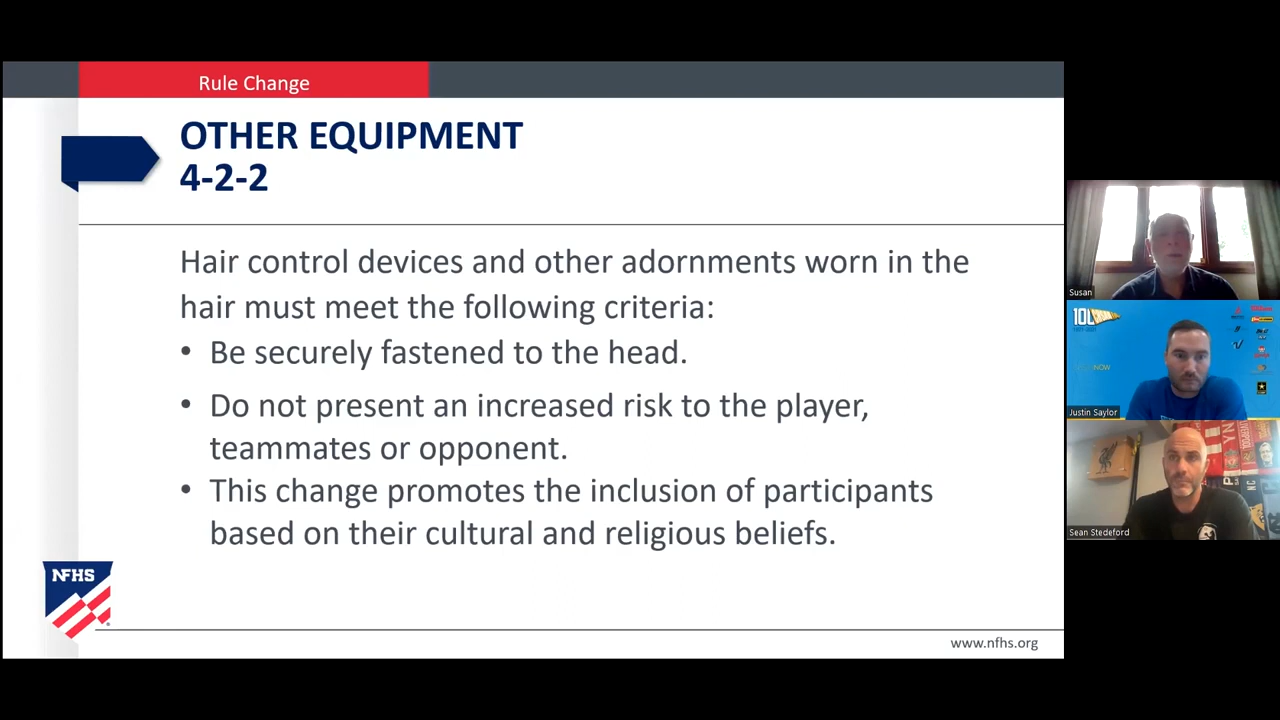 Rule Change
OTHER EQUIPMENT
4-2-2
Hair control devices and other adornments worn in the
hair must meet the following criteria:
• Be securely fastened to the head.
• Do not present an increased risk to the player,
teammates or opponent.
• This change promotes the inclusion of participants
based on their cultural and religious beliefs.
NFHS
www.nfhs.org
Susan
100
NOW
Justin Saylor
Sean Stedeford